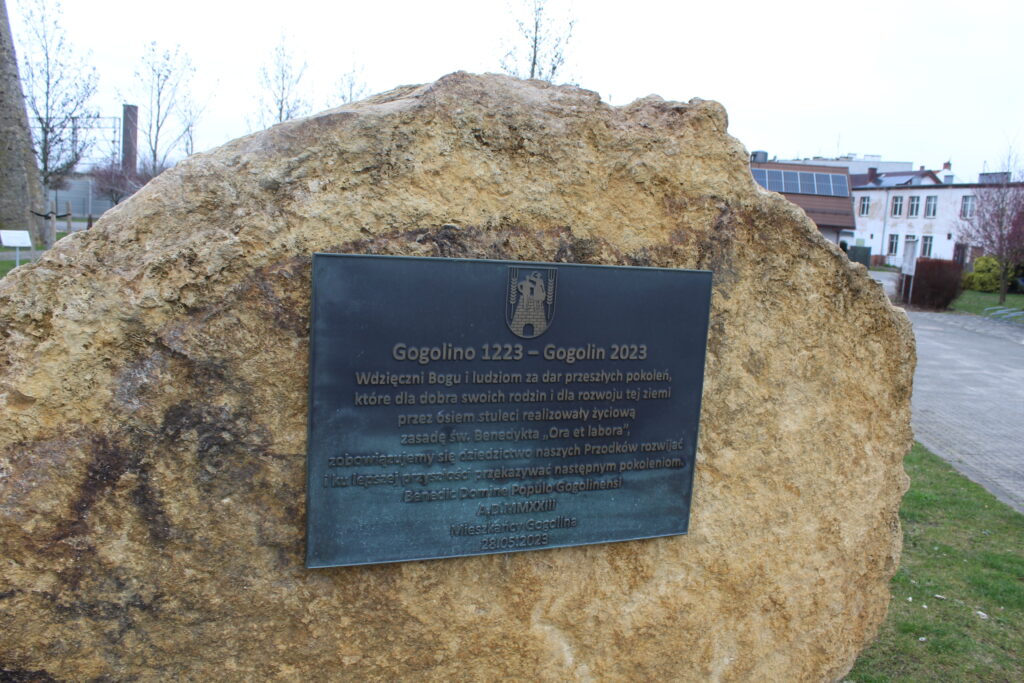 Gogolino 1223 – Gogolin 2023
Wdzięczni Bogu i ludziom za dar przeszłych pokoleń,
które dla dobra swoich rodzin i dla rozwoju tej ziemi
przez osiem stuleci realizowały życiową
zasadę św. Benedykta „Ora et labora”,
zobowiązujemy się dziedzictwo naszych Przodków rozwijać
i ku lepszej przyszłości przekazywać następnym pokoleniom.
Benedic Domine Populo Gogolinensi
A.D. MMXXIII
Mieszkańcy Gogolina
28.05.2023